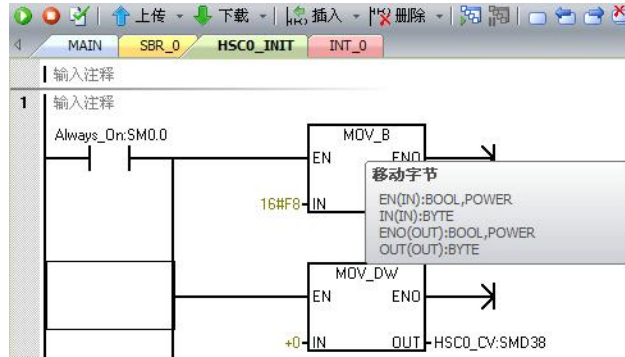 上传 下载 插入 删除
MAIN SBR_0 HSC0_INIT INT_0
输入注释
1 输入注释
Always_On:SM0.0 MOV_B
EN ENO
移动字节
16#F8 IN
EN(IN):BOOL,POWER
IN(IN):BYTE
ENO(OUT):BOOL,POWER
OUT(OUT):BYTE
MOV_DW
EN ENO
+0 IN OUT HSC0_CV:SMD38